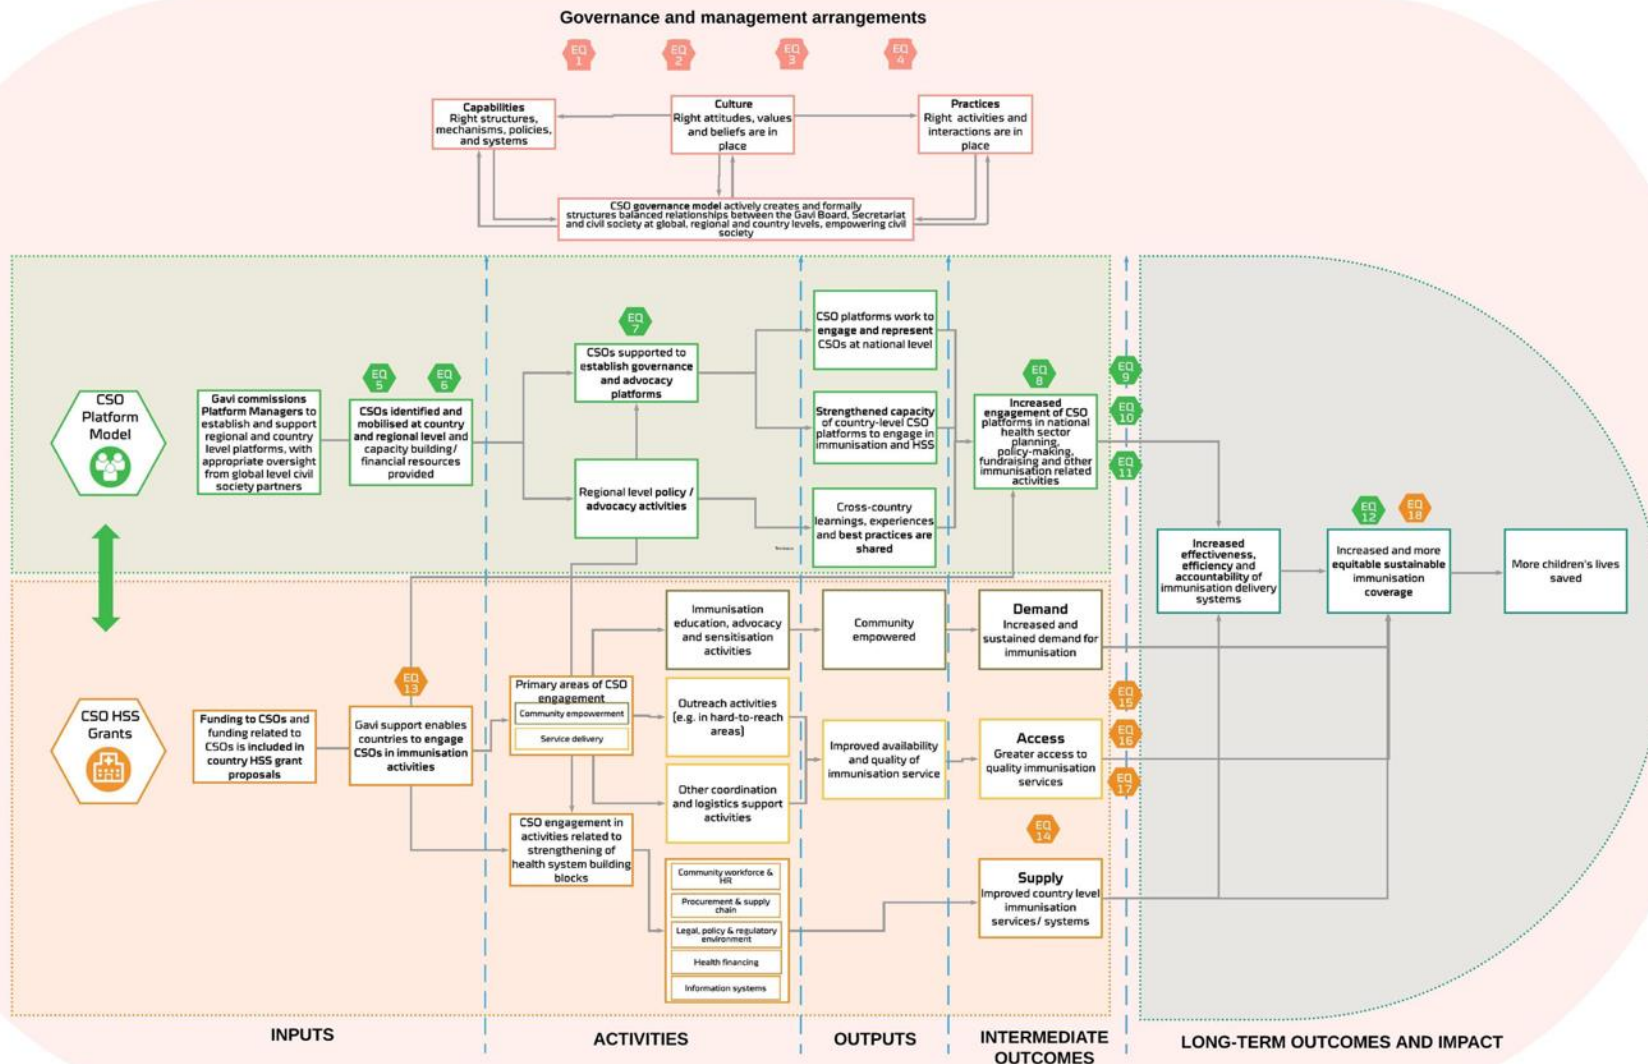 Governance and management arrangements
EQ
1
EQ
2
EQ
3
EQ
4
Capabilities
Right structures,
mechanisms, policies,
and systems
Culture
Right attitudes, values
and beliefs are in
place
Practices
Right activities and
interactions are in
place
CSO governance model actively creates and formally
structures balanced relationships between the Gavi Board, Secretariat
and civil society at global, regional and country levels, empowering civil
society
CSO
Platform
Model
Gavi commissions
Platform Managers to
establish and support
regional and country
level platforms, with
appropriate oversight
from global level civil
society partners
EQ
5
EQ
6
CSOs identified and
mobilised at country
and regional level and
capacity building/
financial resources
provided
EQ
7
CSOs supported to
establish governance
and advocacy
platforms
Regional level policy /
advocacy activities
CSO platforms work to
engage and represent
CSOs at national level
Strengthened capacity
of country-level CSO
platforms to engage in
immunisation and HSS
Cross-country
learnings, experiences
and best practices are
shared
EQ
8
Increased
engagement of CSO
platforms in national
health sector
planning,
policy-making,
fundraising and other
immunisation related
activities
EQ
9
EQ
10
EQ
11
Increased
effectiveness,
efficiency and
accountability of
immunisation delivery
systems
EQ
12
EQ
18
Increased and more
equitable sustainable
immunisation
coverage
More children's lives
saved
CSO HSS
Grants
Funding to CSOs and
funding related to
CSOs is included in
country HSS grant
proposals
EQ
13
Gavi support enables
countries to engage
CSOs in immunisation
activities
Primary areas of CSO
engagement
Community empowerment
Service delivery
CSO engagement in
activities related to
strengthening of
health system building
blocks
Immunisation
education, advocacy
and sensitisation
activities
Outreach activities
(e.g. in hard-to-reach
areas)
Other coordination
and logistics support
activities
Community workforce &
HR
Procurement & supply
chain
Legal, policy & regulatory
environment
Health financing
Information systems
Community
empowered
Improved availability
and quality of
immunisation service
Demand
Increased and
sustained demand for
immunisation
Access
Greater access to
quality immunisation
services
EQ
14
Supply
Improved country level
immunisation
services/ systems
EQ
15
EQ
16
EQ
17
INPUTS
ACTIVITIES
OUTPUTS
INTERMEDIATE
OUTCOMES
LONG-TERM OUTCOMES AND IMPACT